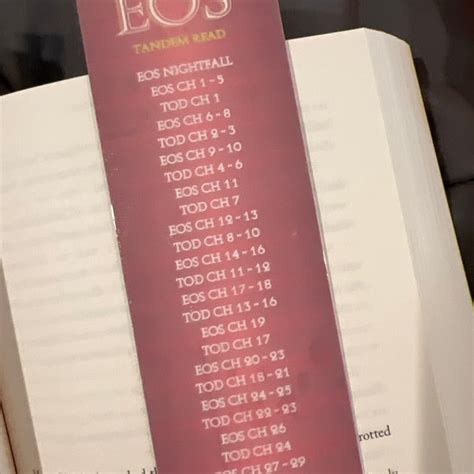 EOS
TANDEM READ
EOS NIGHTFALL
EOS CH 1 - 5
TOD CH 1
EOS CH 6 - 8
TOD CH 2 - 3
EOS CH 9 - 10
TOD CH 4 - 6
EOS CH 11
TOD CH 7
EOS CH 12 - 13
TOD CH 8 - 10
EOS CH 14 - 16
TOD CH 11 - 12
EOS CH 17 - 18
TOD CH 13 - 16
EOS CH 19
TOD CH 17
EOS CH 20 - 23
TOD CH 18 - 21
EOS CH 24 - 25
TOD CH 22 - 23
EOS CH 26
TOD CH 24
EOS CH 27 - 29
rotted